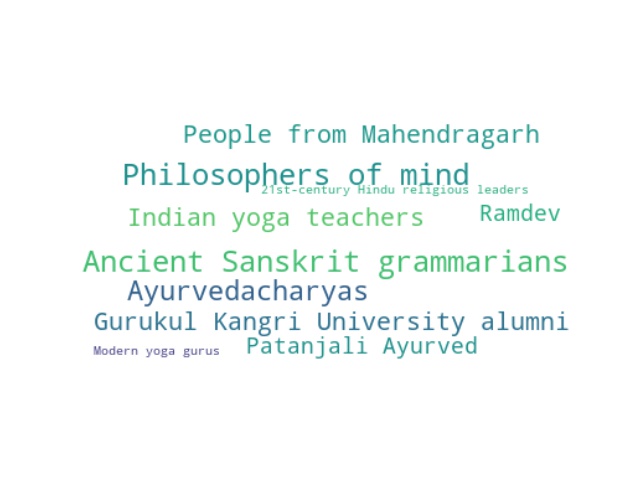 People from Mahendragarh
Philosophers of mind
21st-century Hindu religious leaders
Indian yoga teachers
Ramdev
Ancient Sanskrit grammarians
Ayurvedacharyas
Gurukul Kangri University alumni
Modern yoga gurus
Patanjali Ayurved